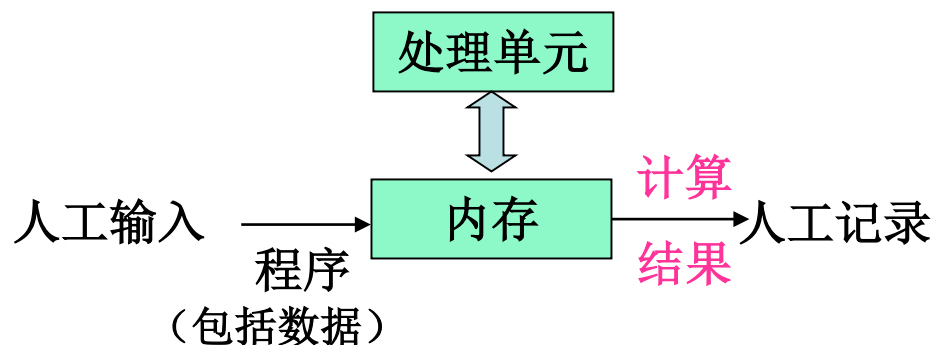 处理单元
人工输入
程序
（包括数据）
内存
计算
结果
人工记录